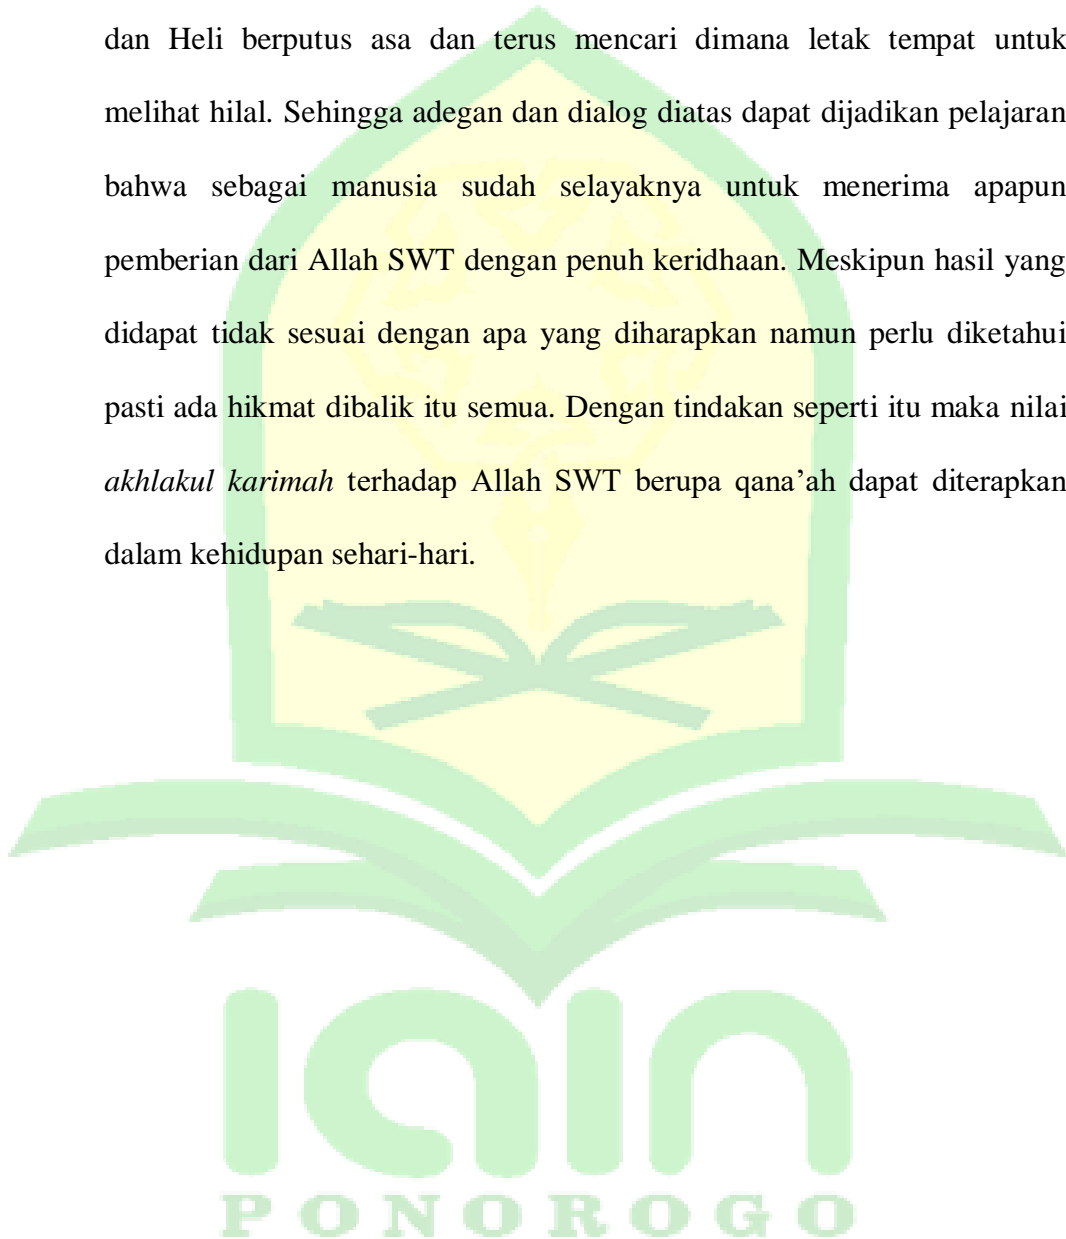 dan Heli berputus asa dan terus mencari dimana letak tempat untuk
melihat hilal. Sehingga adegan dan dialog diatas dapat dijadikan pelajaran
bahwa sebagai manusia sudah selayaknya untuk menerima apapun
pemberian dari Allah SWT dengan penuh keridhaan. Meskipun hasil yang
didapat tidak sesuai dengan apa yang diharapkan namun perlu diketahui
pasti ada hikmat dibalik itu semua. Dengan tindakan seperti itu maka nilai
akhlakul karimah terhadap Allah SWT berupa qana’ah dapat diterapkan
dalam kehidupan sehari-hari.
iain
PONOROGO